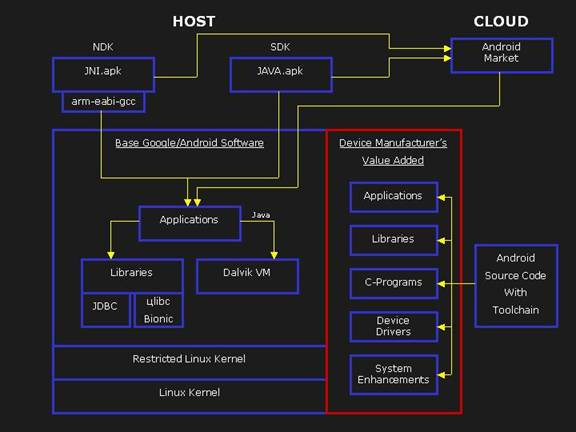 HOST
CLOUD
NDK
SDK
JNI.apk
JAVA.apk
Android
Market
arm-eabi-gcc
Base Google/Android Software
Device Manufacturer's
Value Added
Applications
Java
Libraries
Dalvik VM
JDBC
цlibc
Bionic
Restricted Linux Kernel
Linux Kernel
Applications
Libraries
C-Programs
Device
Drivers
System
Enhancements
Android
Source Code
With
Toolchain